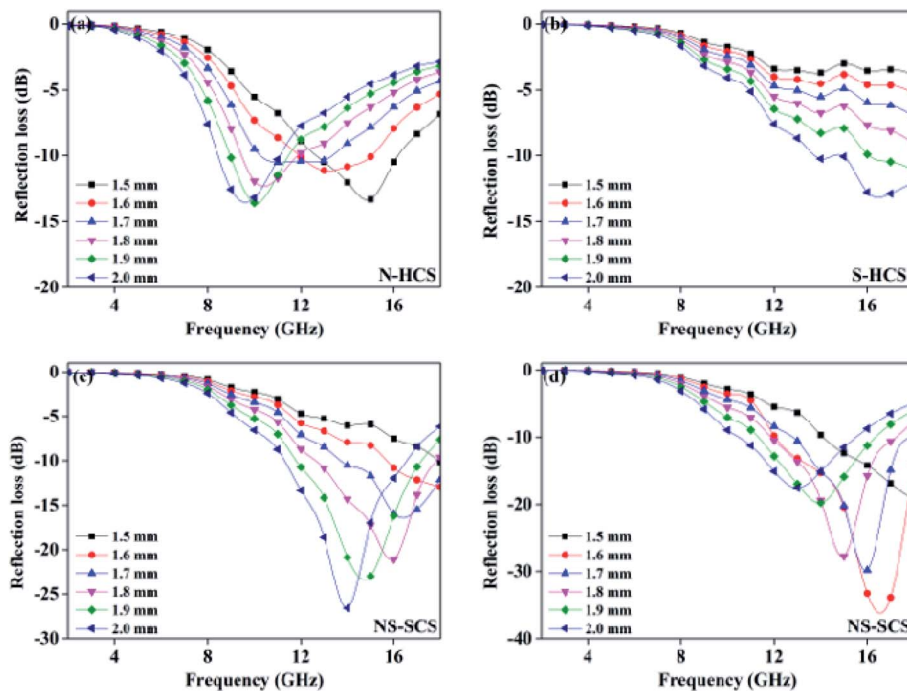 0
-5
-10
-15
-20
(a)
Reflection loss (dB)
1.5 mm
1.6 mm
1.7 mm
1.8 mm
1.9 mm
2.0 mm
N-HCS
4
8
12
16
Frequency (GHz)
0
-5
-10
-15
-20
(b)
Reflection loss (dB)
1.5 mm
1.6 mm
1.7 mm
1.8 mm
1.9 mm
2.0 mm
S-HCS
4
8
12
16
Frequency (GHz)
0
-5
-10
-15
-20
-25
-30
(c)
Reflection loss (dB)
1.5 mm
1.6 mm
1.7 mm
1.8 mm
1.9 mm
2.0 mm
NS-SCS
4
8
12
16
Frequency (GHz)
0
-10
-20
-30
-40
(d)
Reflection loss (dB)
1.5 mm
1.6 mm
1.7 mm
1.8 mm
1.9 mm
2.0 mm
NS-SCS
4
8
12
16
Frequency (GHz)